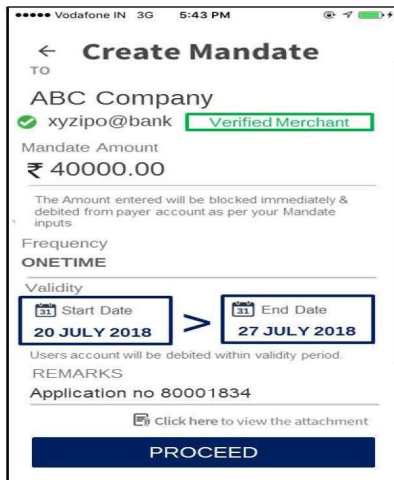 Vodafone IN 3G 5:43 PM
← Create Mandate
TO
ABC Company
xyzipo@bank Verified Merchant
Mandate Amount
₹ 40000.00
The Amount entered will be blocked immediately &
debited from payer account as per your Mandate
inputs
Frequency
ONETIME
Validity
31 Start Date > 31 End Date
20 JULY 2018 27 JULY 2018
Users account will be debited within validity period.
REMARKS
Application no 80001834
Click here to view the attachment
PROCEED